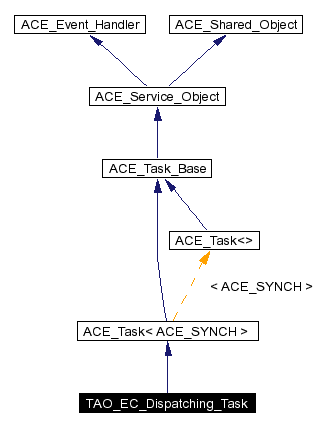 ACE_Event_Handler
ACE_Shared_Object
ACE_Service_Object
ACE_Task_Base
ACE_Task<>
< ACE_SYNCH >
ACE_Task< ACE_SYNCH >
TAO_EC_Dispatching_Task